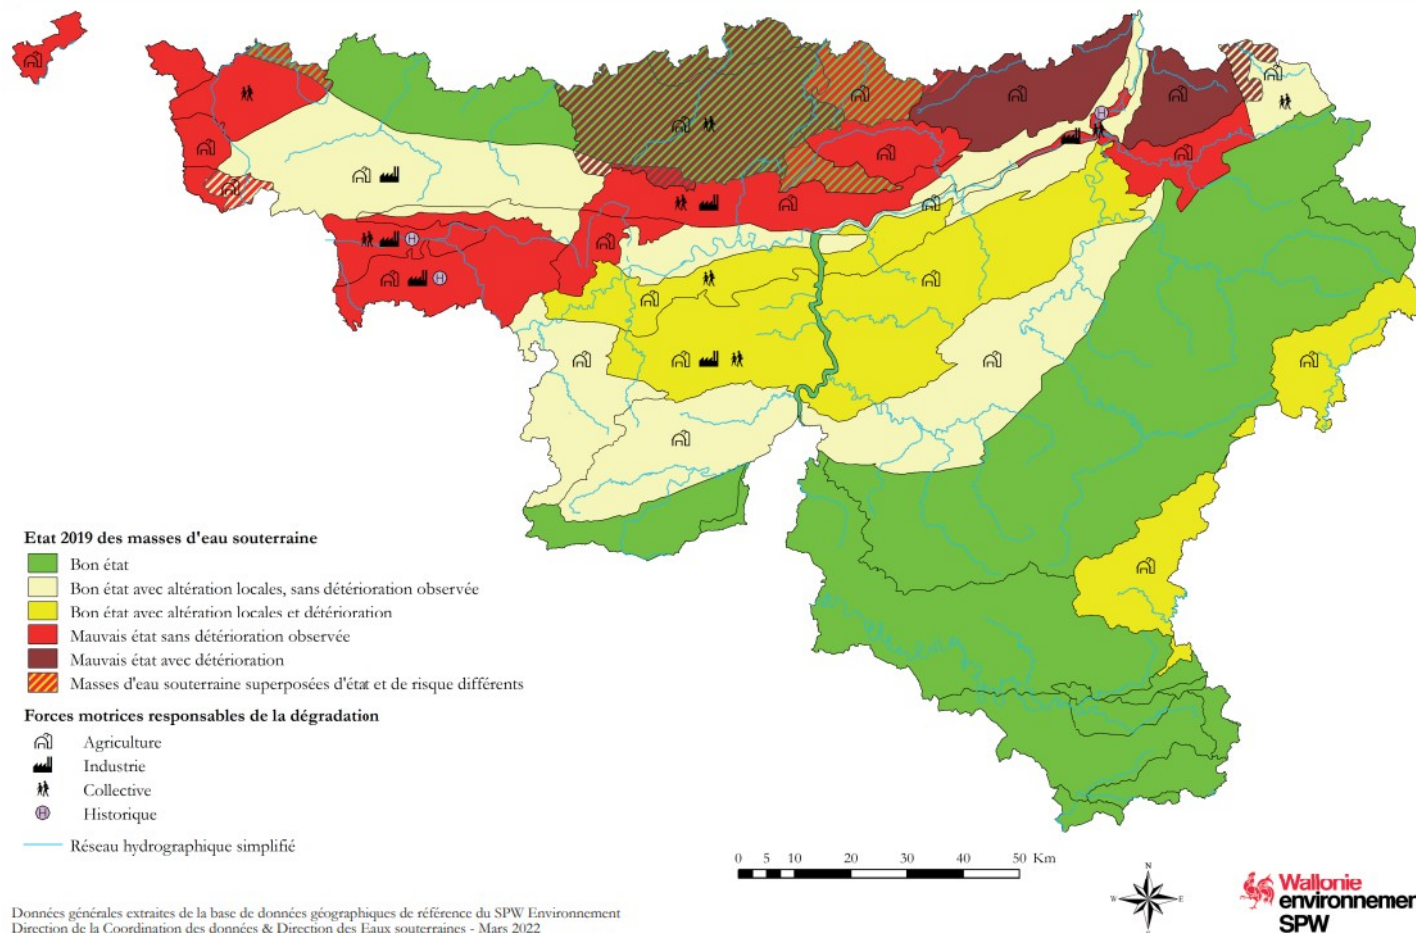 Etat 2019 des masses d'eau souterraine
Bon état
Bon état avec altération locales, sans détérioration observée
Bon état avec altération locales et détérioration
Mauvais état sans détérioration observée
Mauvais état avec détérioration
Masses d'eau souterraine superposées d'état et de risque différents
Forces motrices responsables de la dégradation
Agriculture
Industrie
Collective
H Historique
Réseau hydrographique simplifié
0 5 10 20 30 40 50 Km
N
W E
Wallonie
environnemen
SPW
Données générales extraites de la base de données géographiques de référence du SPW Environnement
Direction de la Coordination des données & Direction des Eaux souterraines - Mars 2022